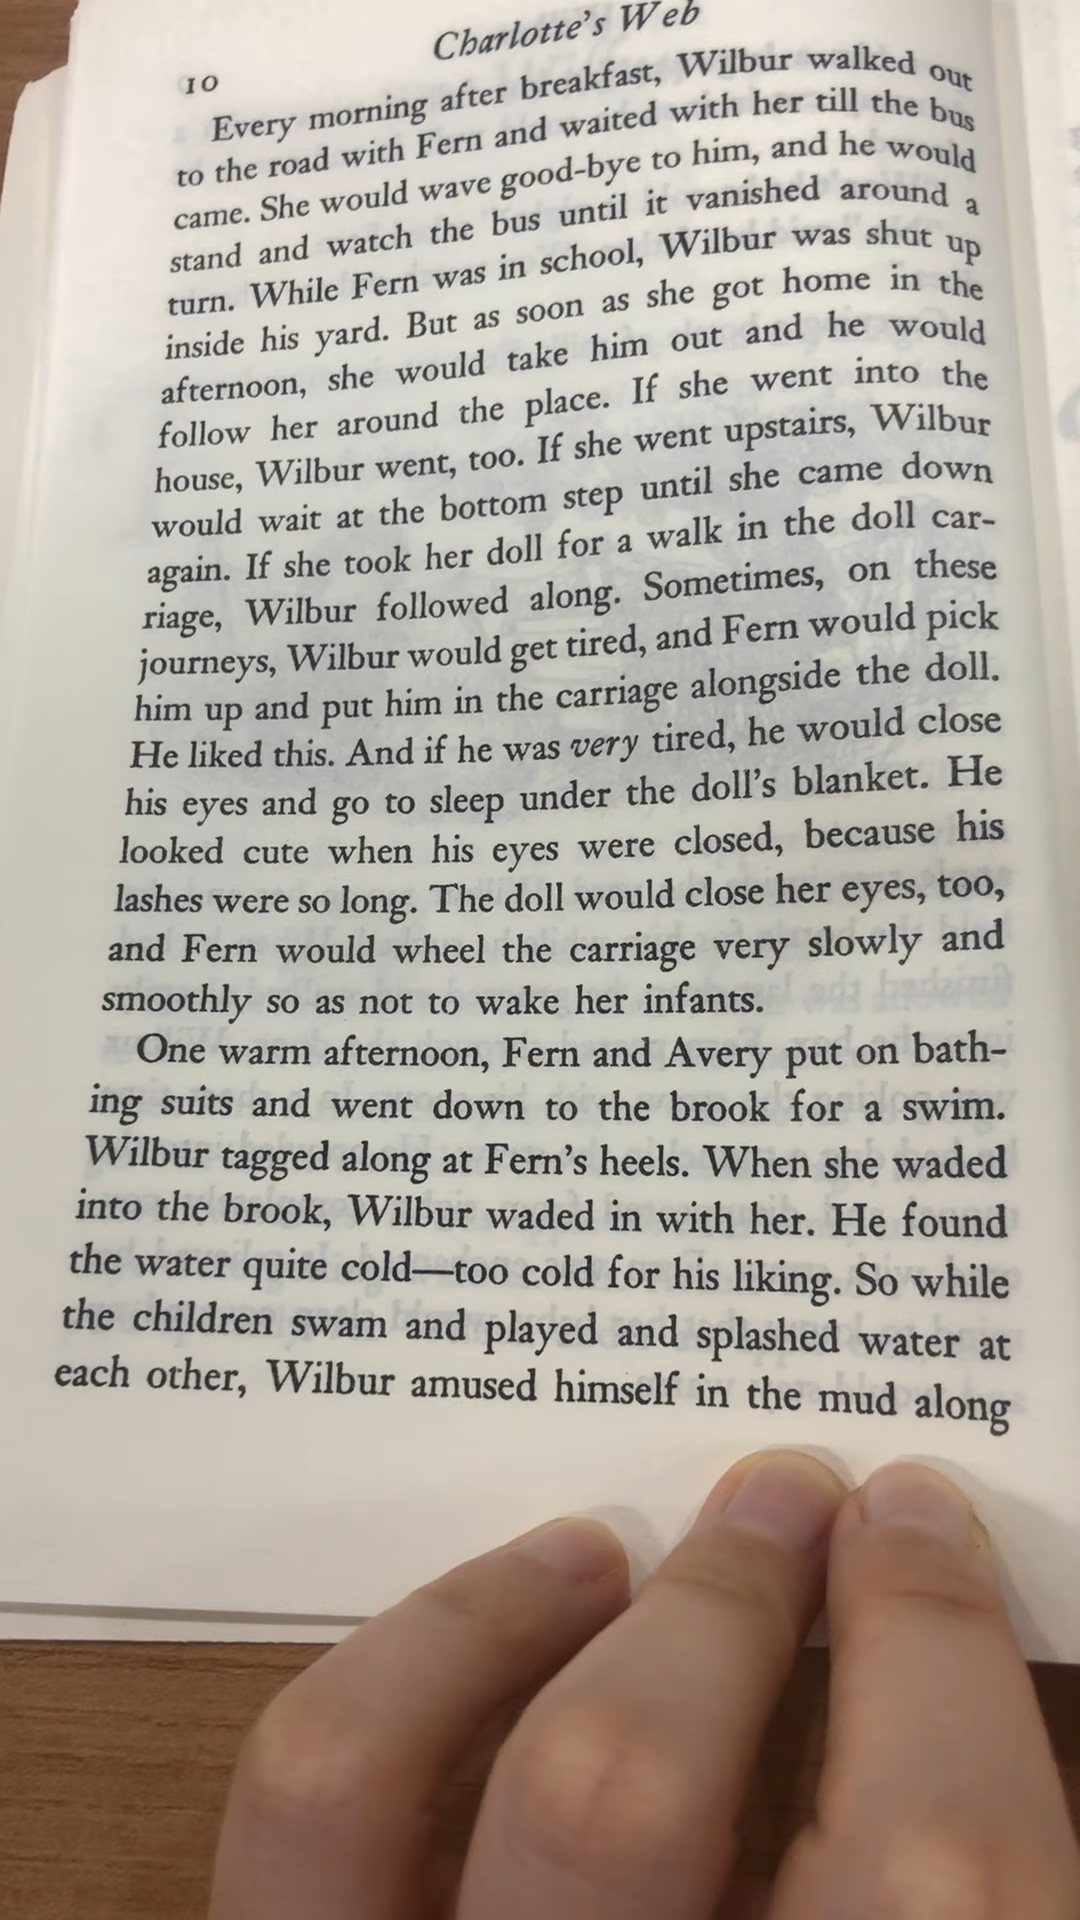 Charlotte's Web
10
Every morning after breakfast, Wilbur walked out
to the road with Fern and waited with her till the bus
came. She would wave good-bye to him, and he would
stand and watch the bus until it vanished around a
turn. While Fern was in school, Wilbur was shut up
inside his yard. But as soon as she got home in the
afternoon, she would take him out and he would
follow her around the place. If she went into the
house, Wilbur went, too. If she went upstairs, Wilbur
would wait at the bottom step until she came down
again. If she took her doll for a walk in the doll car-
riage, Wilbur followed along. Sometimes, on these
journeys, Wilbur would get tired, and Fern would pick
him up and put him in the carriage alongside the doll.
He liked this. And if he was very tired, he would close
his eyes and go to sleep under the doll's blanket. He
looked cute when his eyes were closed, because his
lashes were so long. The doll would close her eyes, too,
and Fern would wheel the carriage very slowly and
smoothly so as not to wake her infants.
One warm afternoon, Fern and Avery put on bath-
ing suits and went down to the brook for a swim.
Wilbur tagged along at Fern's heels. When she waded
into the brook, Wilbur waded in with her. He found
the water quite cold—too cold for his liking. So while
the children swam and played and splashed water at
each other, Wilbur amused himself in the mud along